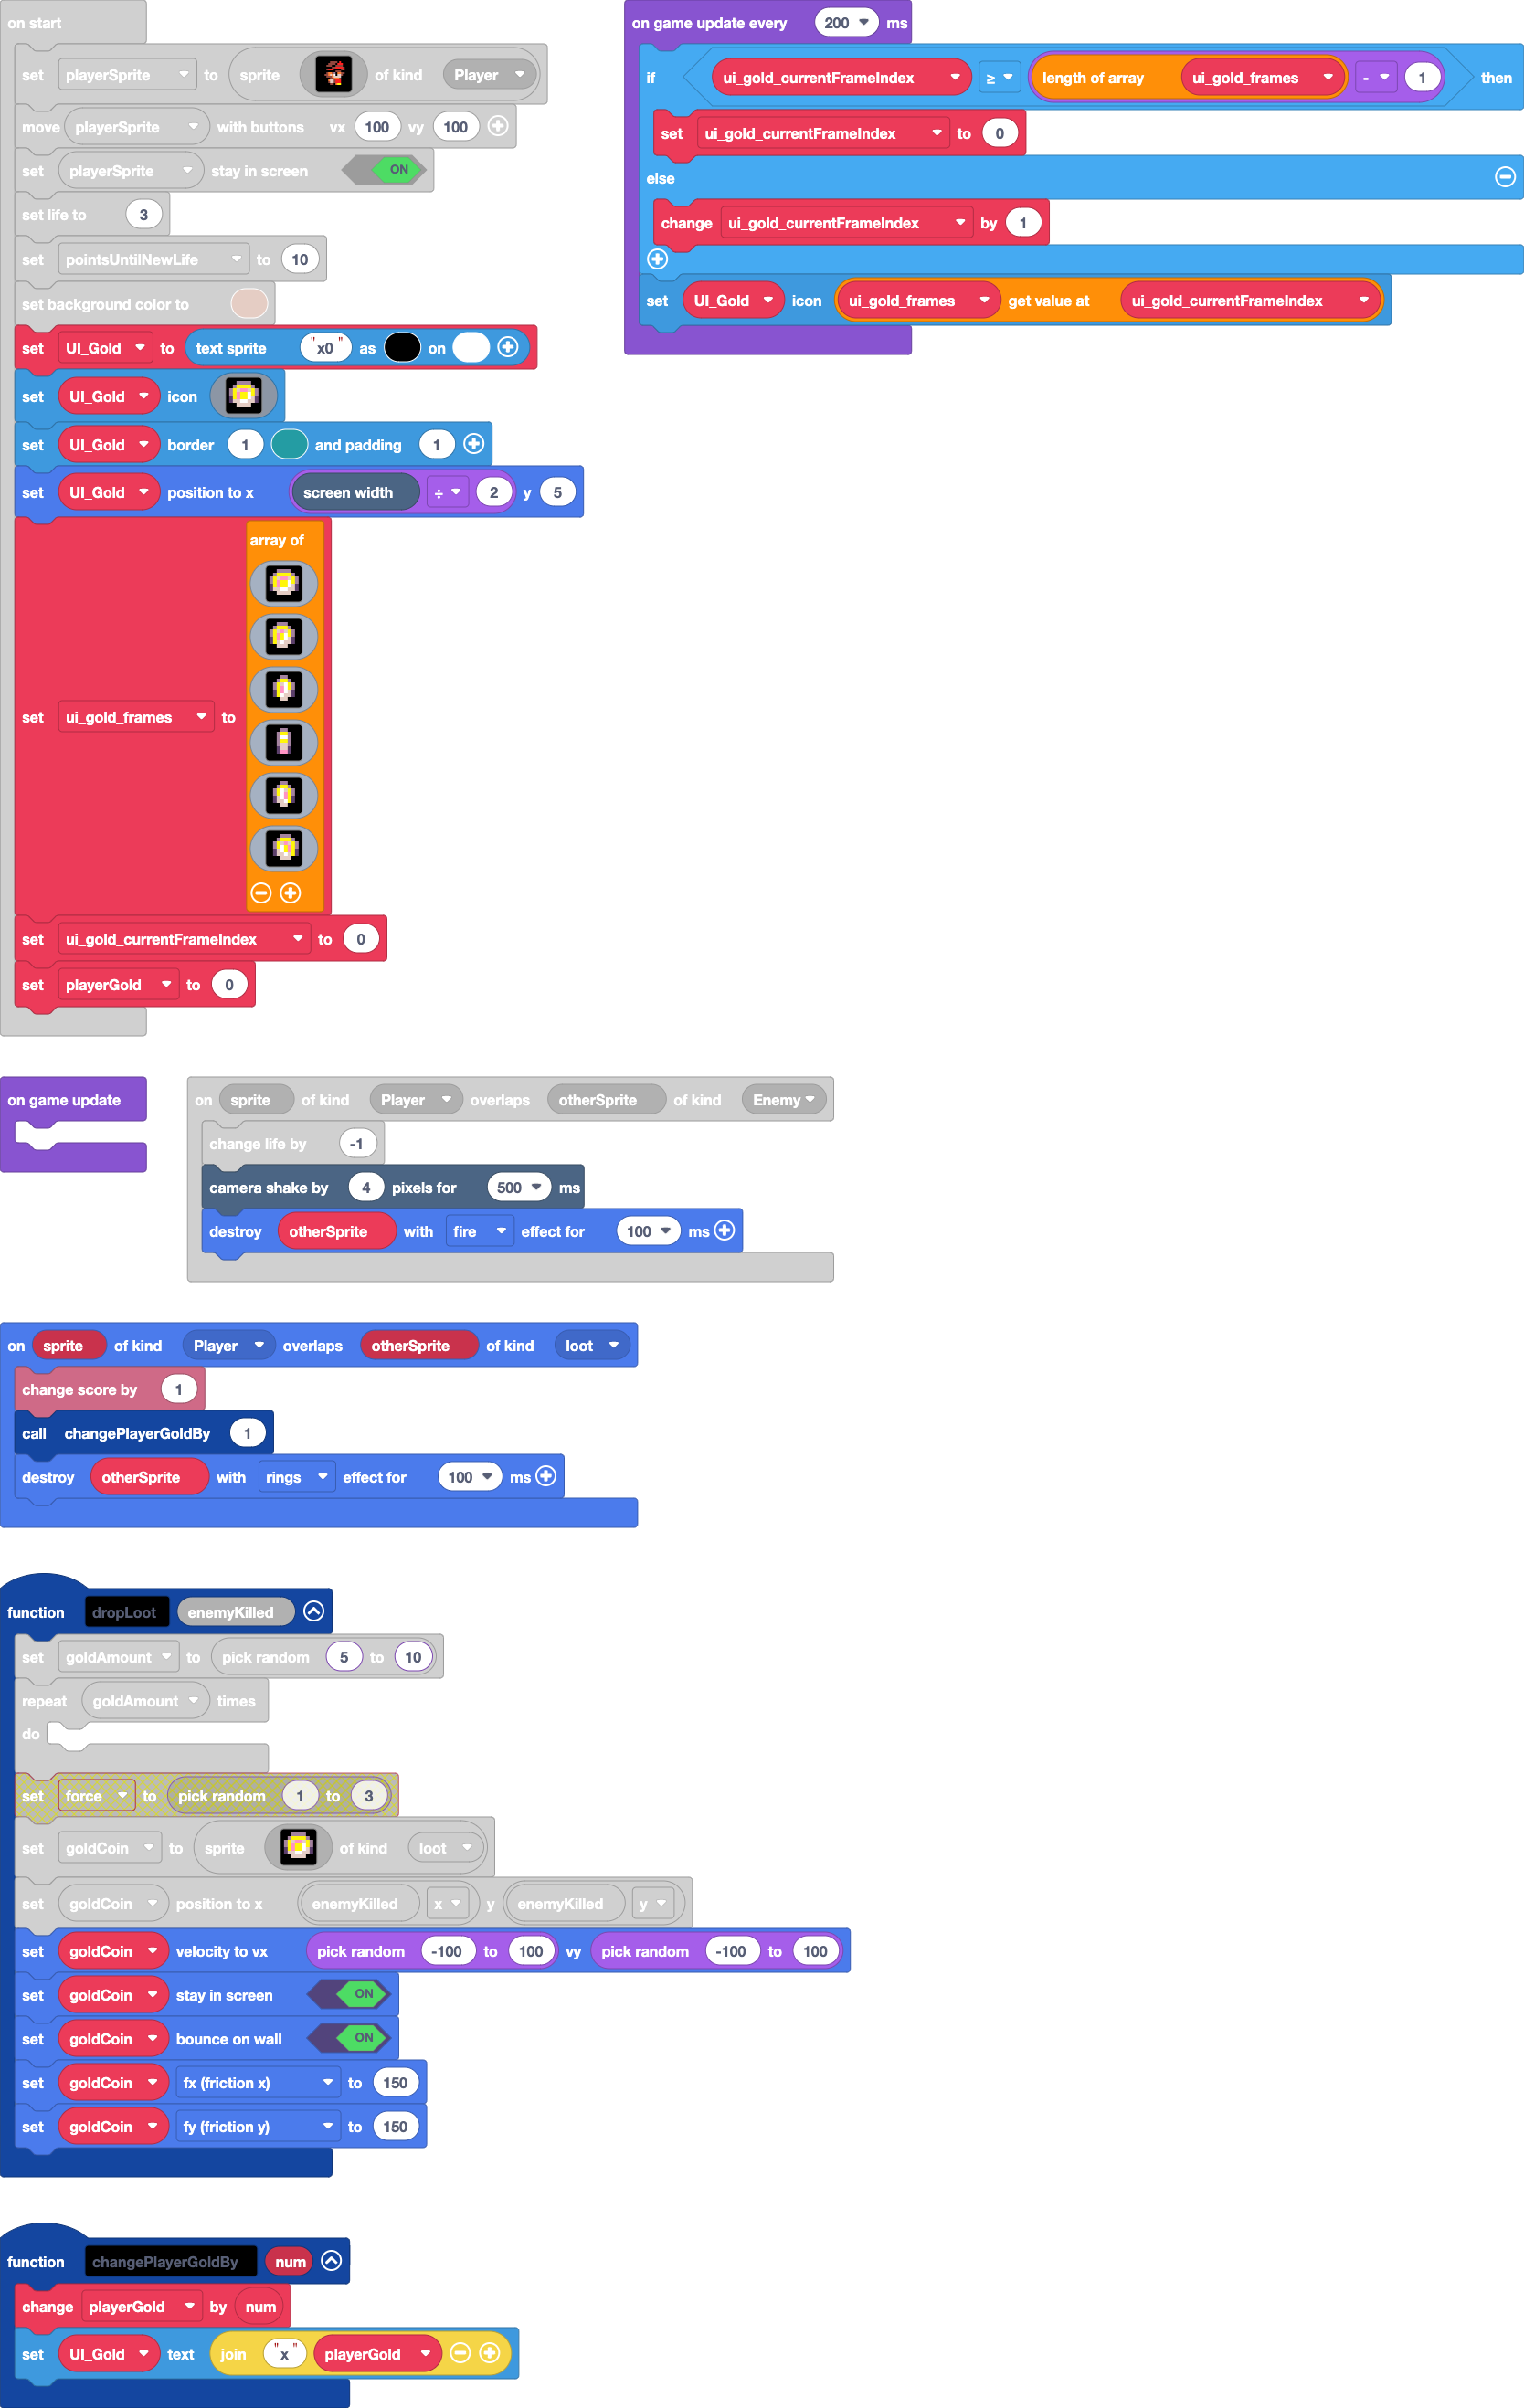 on start
set playerSprite to sprite of kind Player
move playerSprite with buttons vx 100 vy 100
set playerSprite stay in screen ON
set life to 3
set pointsUntilNewLife to 10
set background color to
set UI_Gold to text sprite "x0" as on
set UI_Gold icon
set UI_Gold border 1 and padding 1
set UI_Gold position to x screen width ÷ 2 y 5
array of
set ui_gold_frames to
set ui_gold_currentFrameIndex to 0
set playerGold to 0
on game update every 200 ms
if ui_gold_currentFrameIndex ≥ length of array ui_gold_frames - 1 then
set ui_gold_currentFrameIndex to 0
else
change ui_gold_currentFrameIndex by 1
set UI_Gold icon ui_gold_frames get value at ui_gold_currentFrameIndex
on game update
on sprite of kind Player overlaps otherSprite of kind Enemy
change life by -1
camera shake by 4 pixels for 500 ms
destroy otherSprite with fire effect for 100 ms
on sprite of kind Player overlaps otherSprite of kind loot
change score by 1
call changePlayerGoldBy 1
destroy otherSprite with rings effect for 100 ms
function dropLoot enemyKilled
set goldAmount to pick random 5 to 10
repeat goldAmount times
do
set force to pick random 1 to 3
set goldCoin to sprite of kind loot
set goldCoin position to x enemyKilled x y enemyKilled y
set goldCoin velocity to vx pick random -100 to 100 vy pick random -100 to 100
set goldCoin stay in screen ON
set goldCoin bounce on wall ON
set goldCoin fx (friction x) to 150
set goldCoin fy (friction y) to 150
function changePlayerGoldBy num
change playerGold by num
set UI_Gold text join "x" playerGold